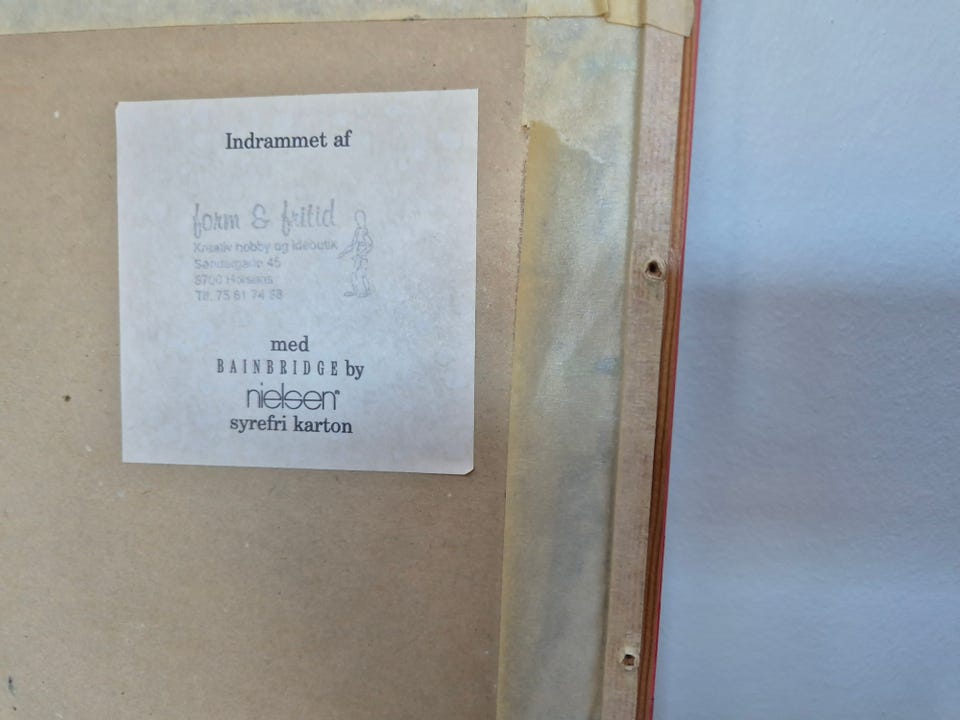 Indrammet af
form & fritid
Kreativ hobby og idebutik
Søndergade 45
8700 Horsens
Tlf. 75 61 74 38
med
BAINBRIDGE by
nielsen®
syrefri karton